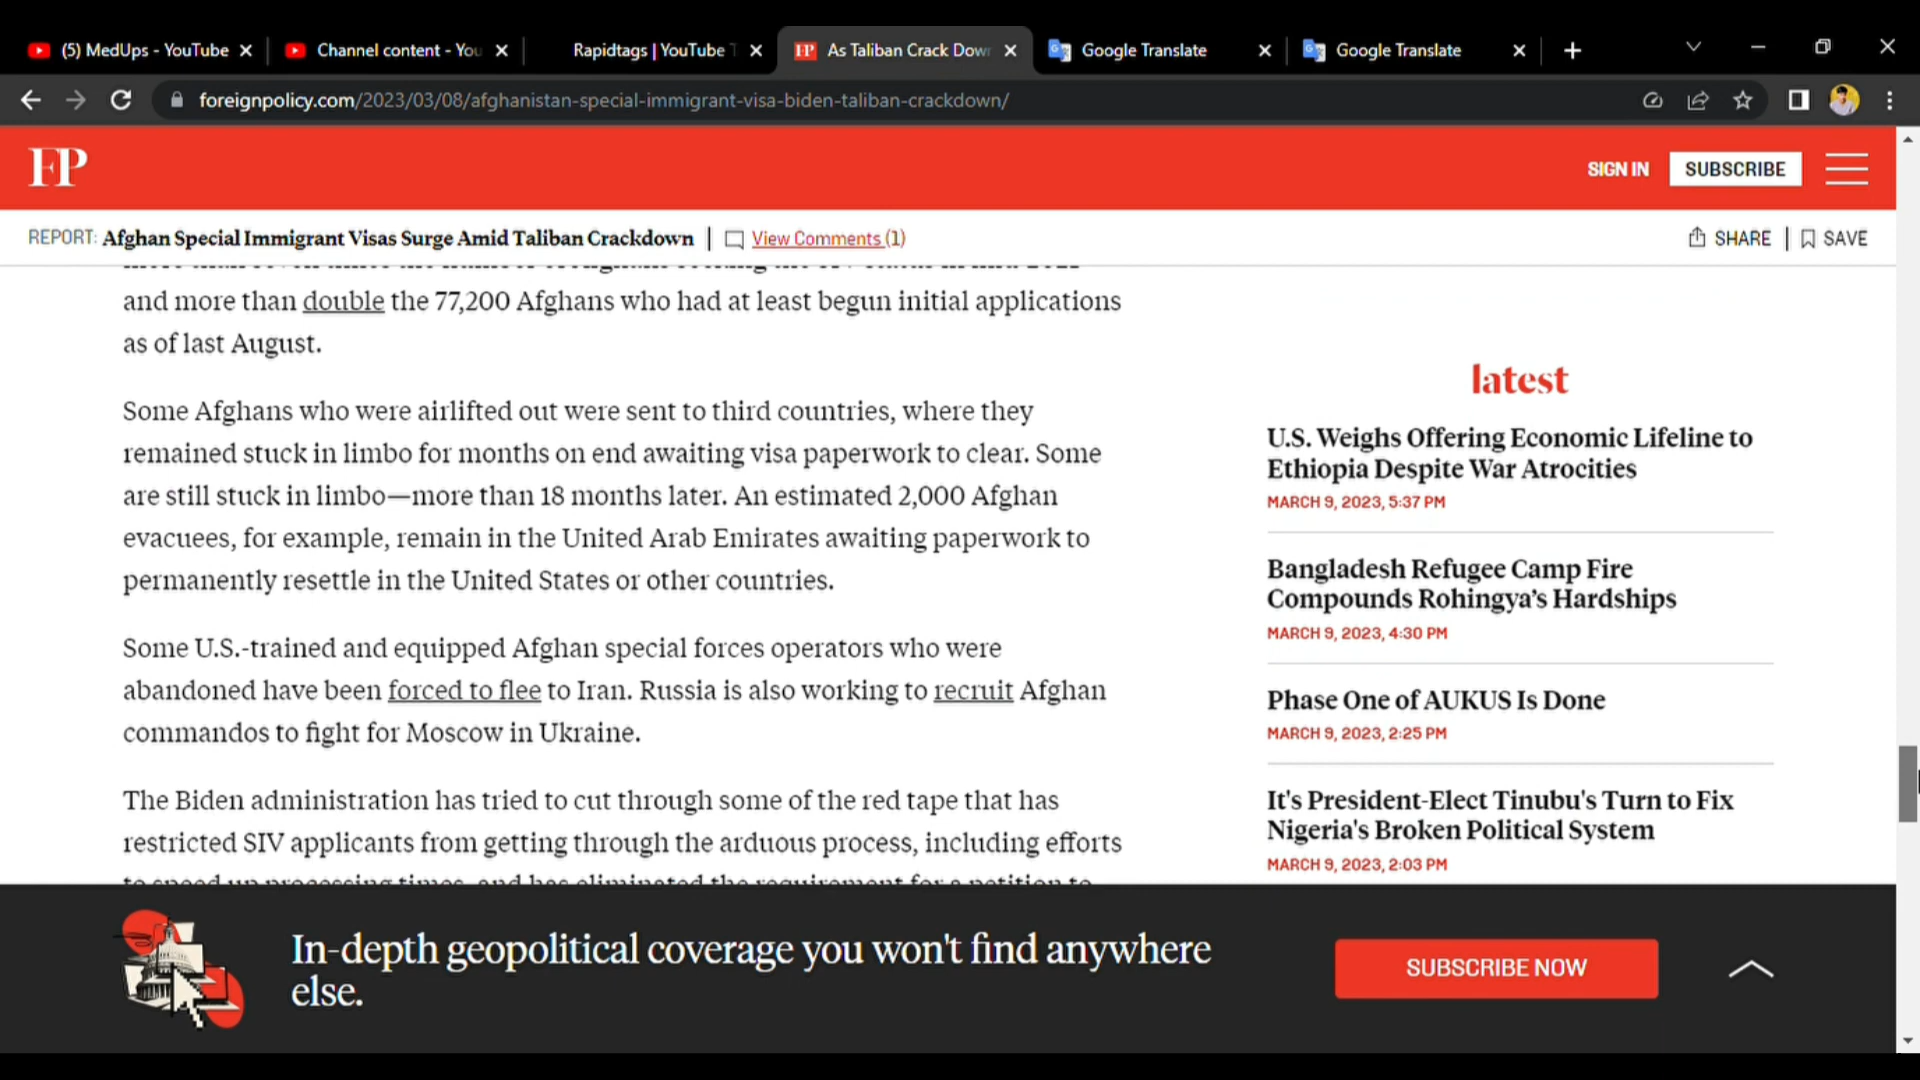 (5) MedUps - YouTube
Channel content - You
Rapidtags | YouTube T
As Taliban Crack Dow
Google Translate
Google Translate
foreignpolicy.com/2023/03/08/afghanistan-special-immigrant-visa-biden-taliban-crackdown/
FP
SIGN IN
SUBSCRIBE
REPORT: Afghan Special Immigrant Visas Surge Amid Taliban Crackdown | View Comments (1)
SHARE | SAVE
and more than double the 77,200 Afghans who had at least begun initial applications
as of last August.
Some Afghans who were airlifted out were sent to third countries, where they
remained stuck in limbo for months on end awaiting visa paperwork to clear. Some
are still stuck in limbo—more than 18 months later. An estimated 2,000 Afghan
evacuees, for example, remain in the United Arab Emirates awaiting paperwork to
permanently resettle in the United States or other countries.
Some U.S.-trained and equipped Afghan special forces operators who were
abandoned have been forced to flee to Iran. Russia is also working to recruit Afghan
commandos to fight for Moscow in Ukraine.
The Biden administration has tried to cut through some of the red tape that has
restricted SIV applicants from getting through the arduous process, including efforts
to speed up processing times, and has eliminated the requirement for a petition to
latest
U.S. Weighs Offering Economic Lifeline to
Ethiopia Despite War Atrocities
MARCH 9, 2023, 5:37 PM
Bangladesh Refugee Camp Fire
Compounds Rohingya's Hardships
MARCH 9, 2023, 4:30 PM
Phase One of AUKUS Is Done
MARCH 9, 2023, 2:25 PM
It's President-Elect Tinubu's Turn to Fix
Nigeria's Broken Political System
MARCH 9, 2023, 2:03 PM
In-depth geopolitical coverage you won't find anywhere
else.
SUBSCRIBE NOW